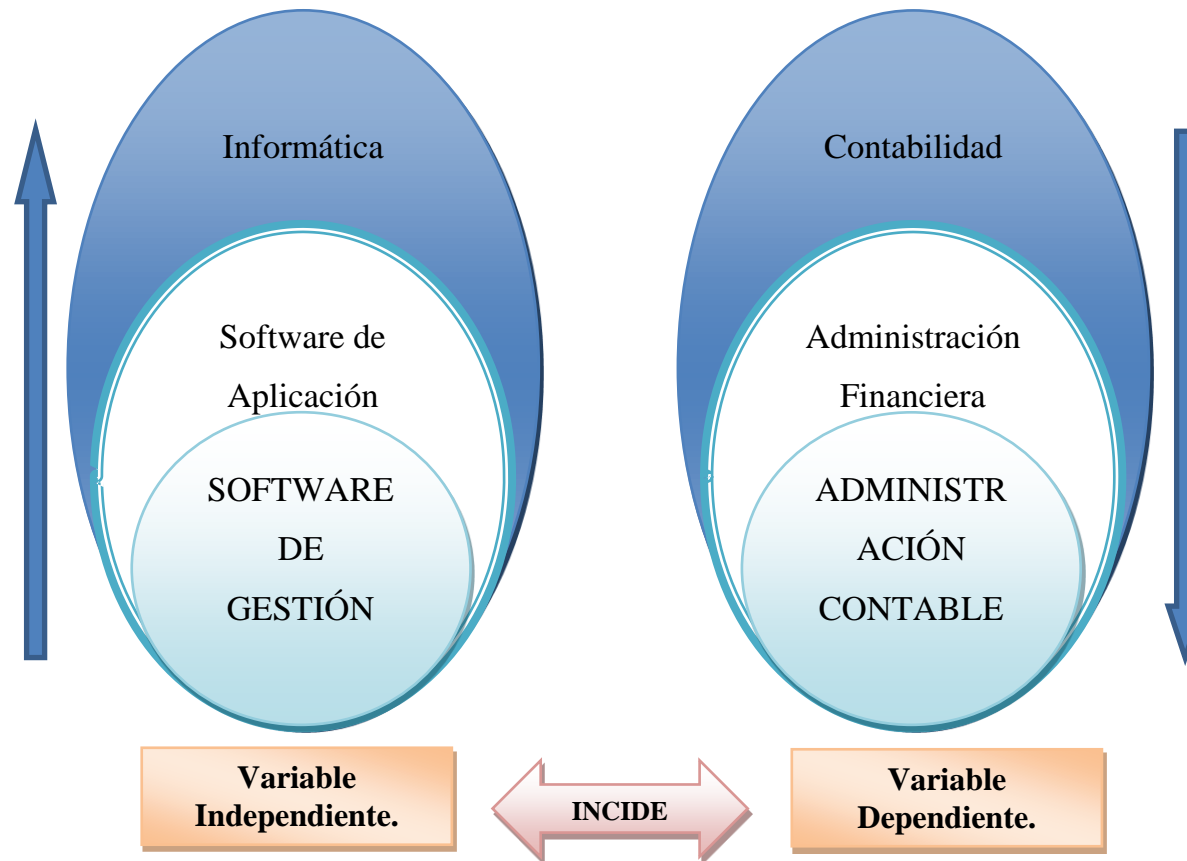 Informática
Software de
Aplicación
SOFTWARE
DE
GESTIÓN
Variable
Independiente.
Contabilidad
Administración
Financiera
ADMINISTR
ACIÓN
CONTABLE
Variable
Dependiente.
INCIDE